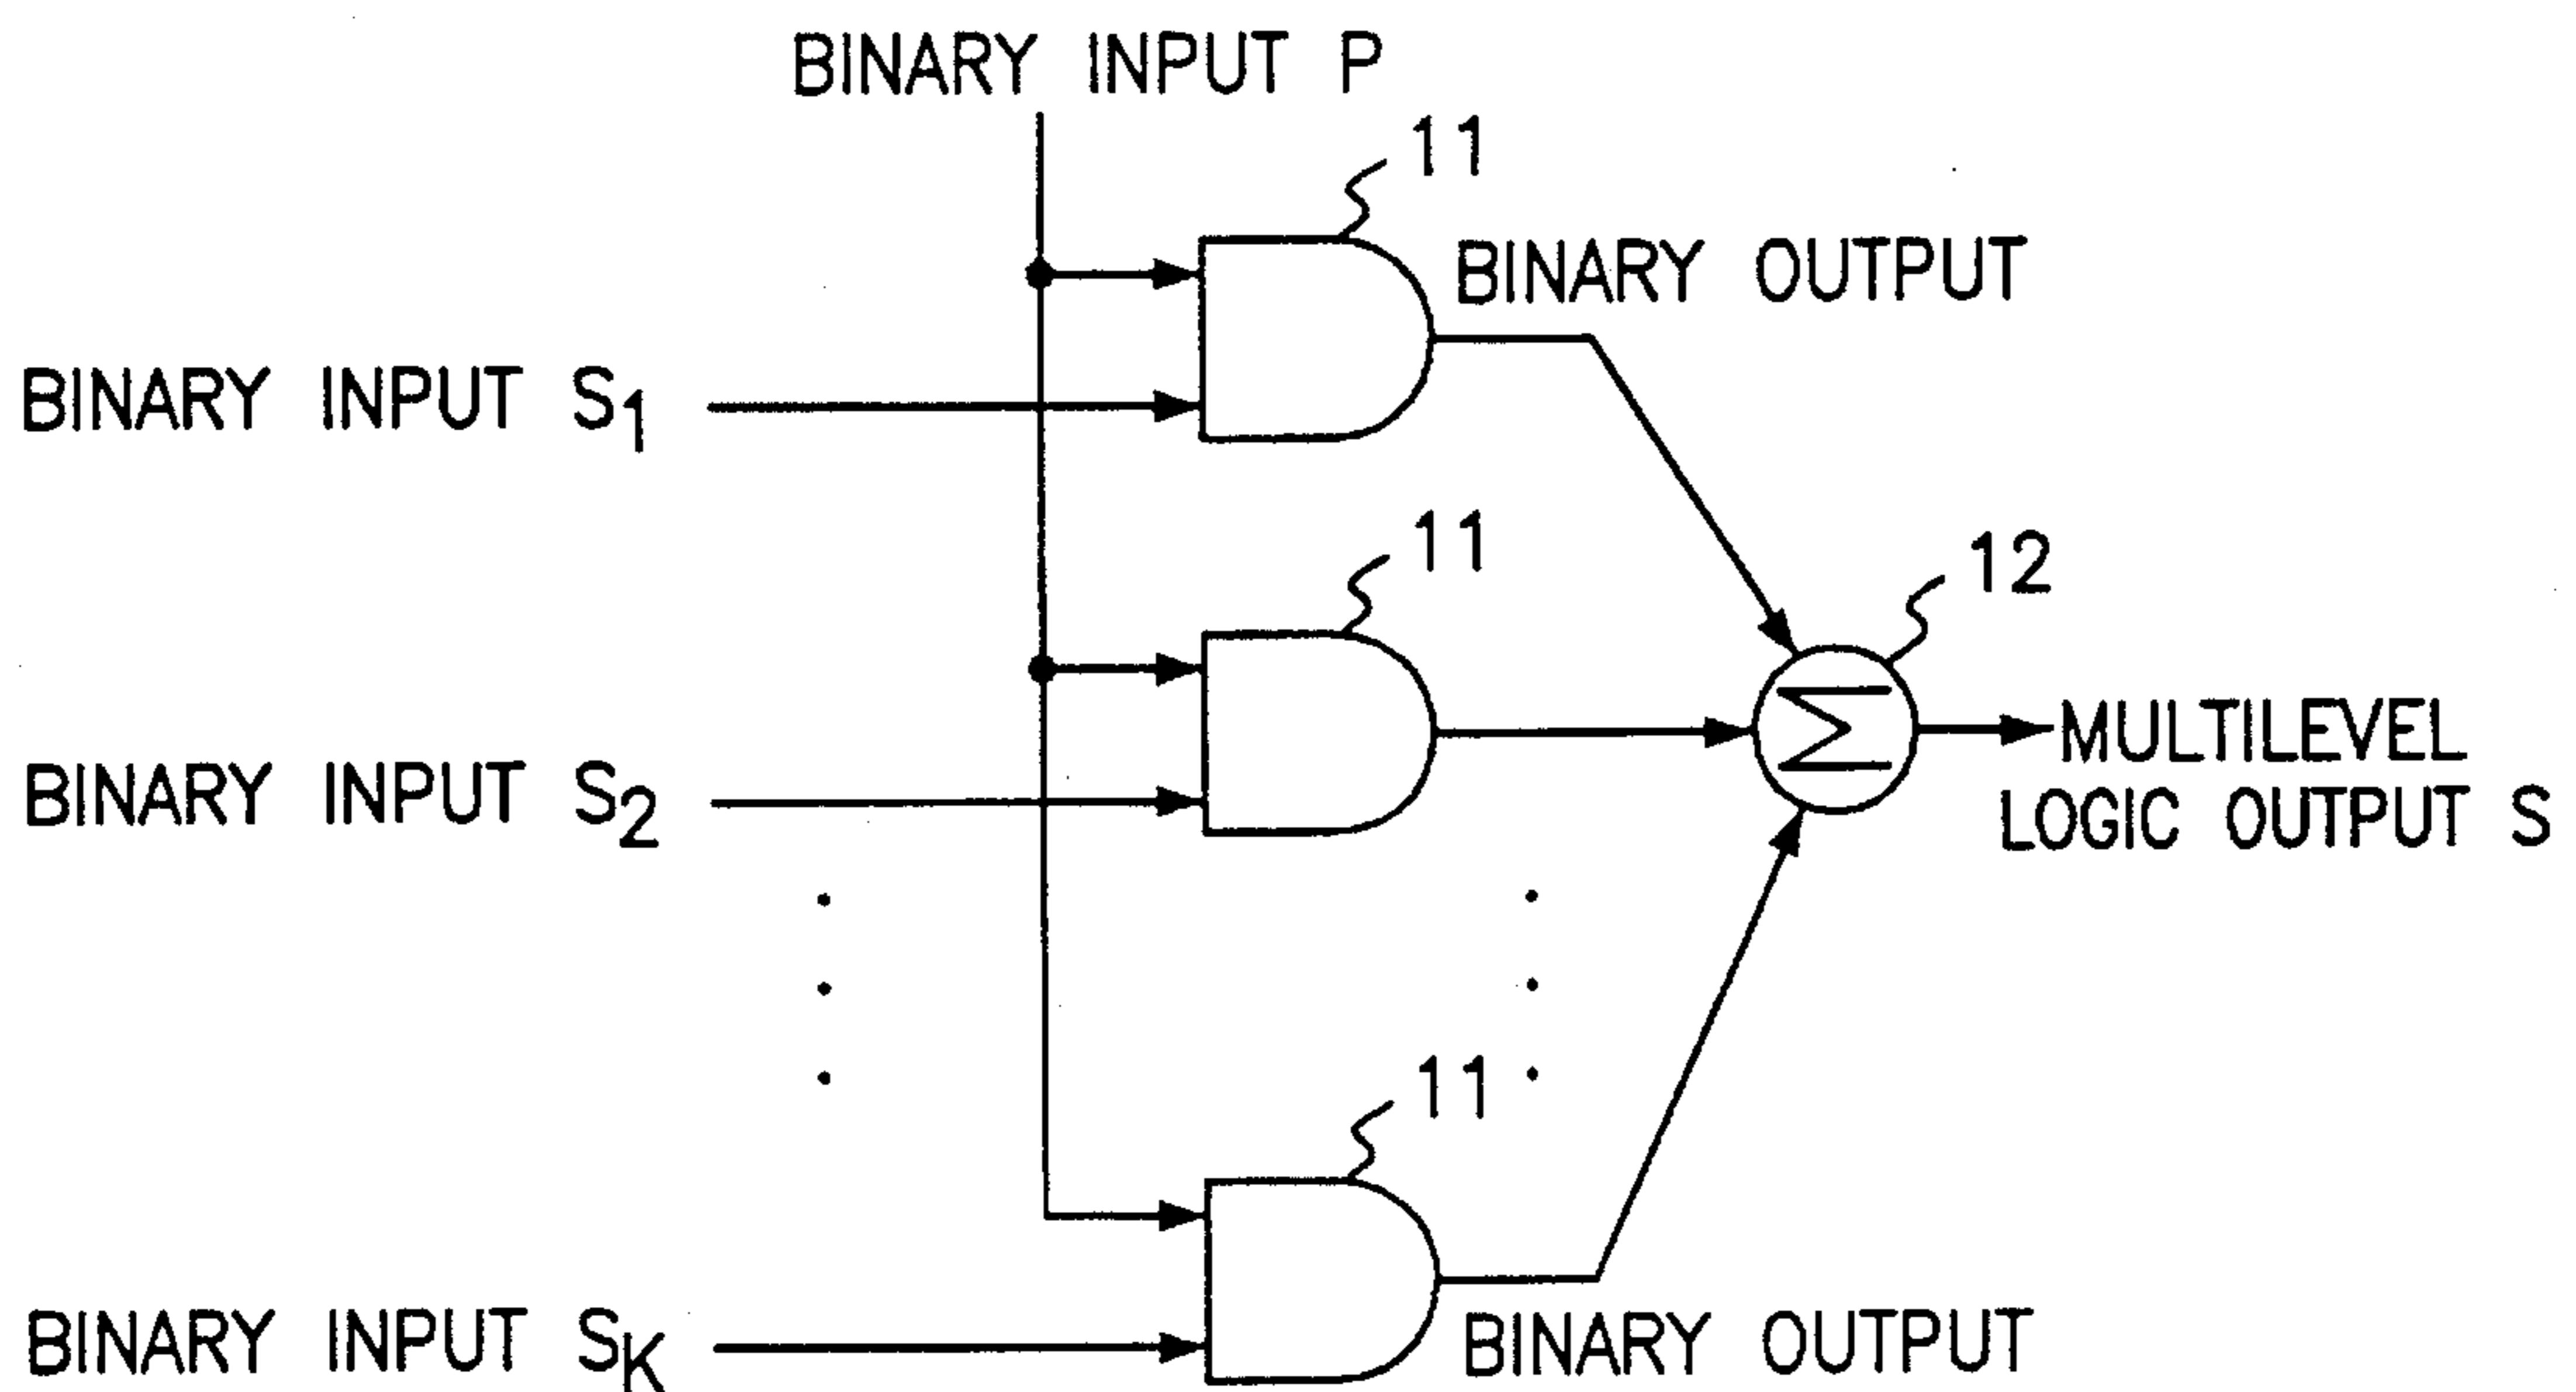 BINARY INPUT P
11
BINARY OUTPUT
BINARY INPUT S1
11
12
Σ
MULTILEVEL
LOGIC OUTPUT S
BINARY INPUT S2
11
BINARY INPUT SK
BINARY OUTPUT